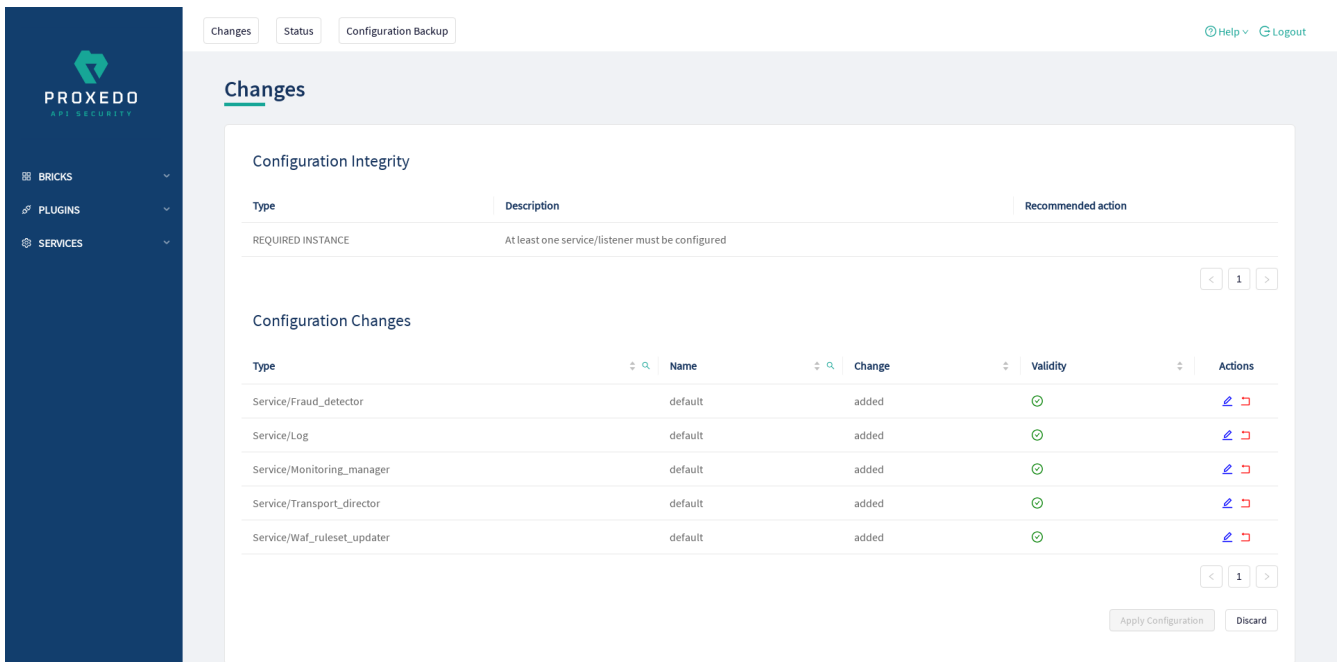 Changes Status Configuration Backup Help Logout
PROXEDO
API SECURITY
Changes
Configuration Integrity
BRICKS
PLUGINS
SERVICES
Type Description Recommended action
REQUIRED INSTANCE At least one service/listener must be configured
< 1 >
Configuration Changes
Type Name Change Validity Actions
Service/Fraud_detector default added
Service/Log default added
Service/Monitoring_manager default added
Service/Transport_director default added
Service/Waf_ruleset_updater default added
< 1 >
Apply Configuration Discard